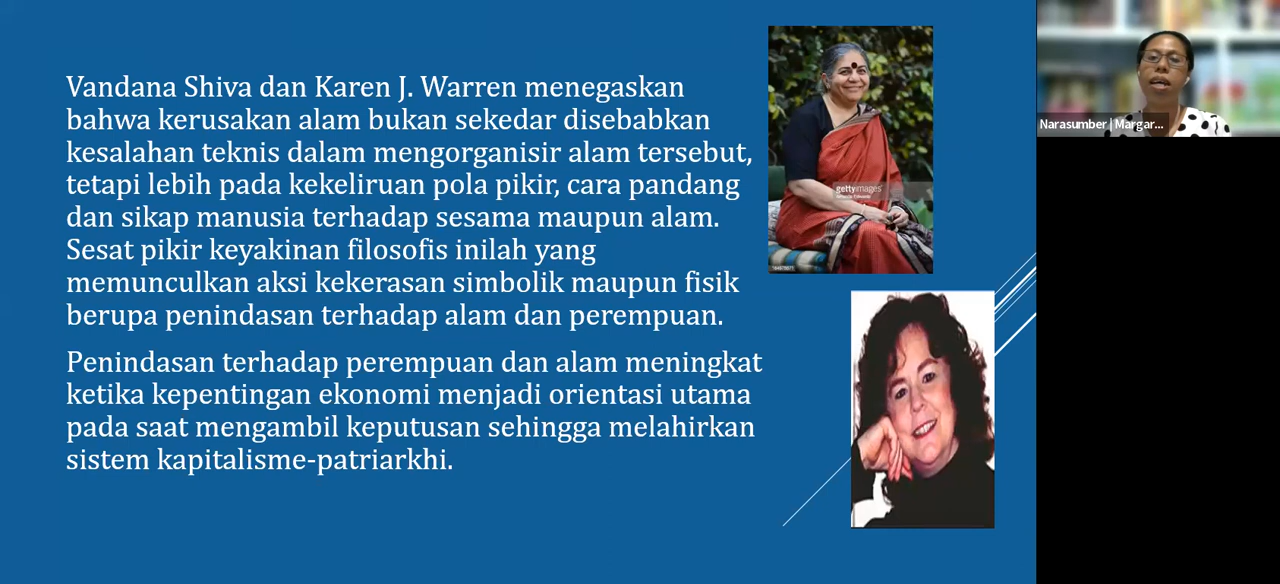 Vandana Shiva dan Karen J. Warren menegaskan
bahwa kerusakan alam bukan sekedar disebabkan
kesalahan teknis dalam mengorganisir alam tersebut,
tetapi lebih pada kekeliruan pola pikir, cara pandang
dan sikap manusia terhadap sesama maupun alam.
Sesat pikir keyakinan filosofis inilah yang
memunculkan aksi kekerasan simbolik maupun fisik
berupa penindasan terhadap alam dan perempuan.
Penindasan terhadap perempuan dan alam meningkat
ketika kepentingan ekonomi menjadi orientasi utama
pada saat mengambil keputusan sehingga melahirkan
sistem kapitalisme-patriarkhi.
gettyimages
Narasumber | Margar...